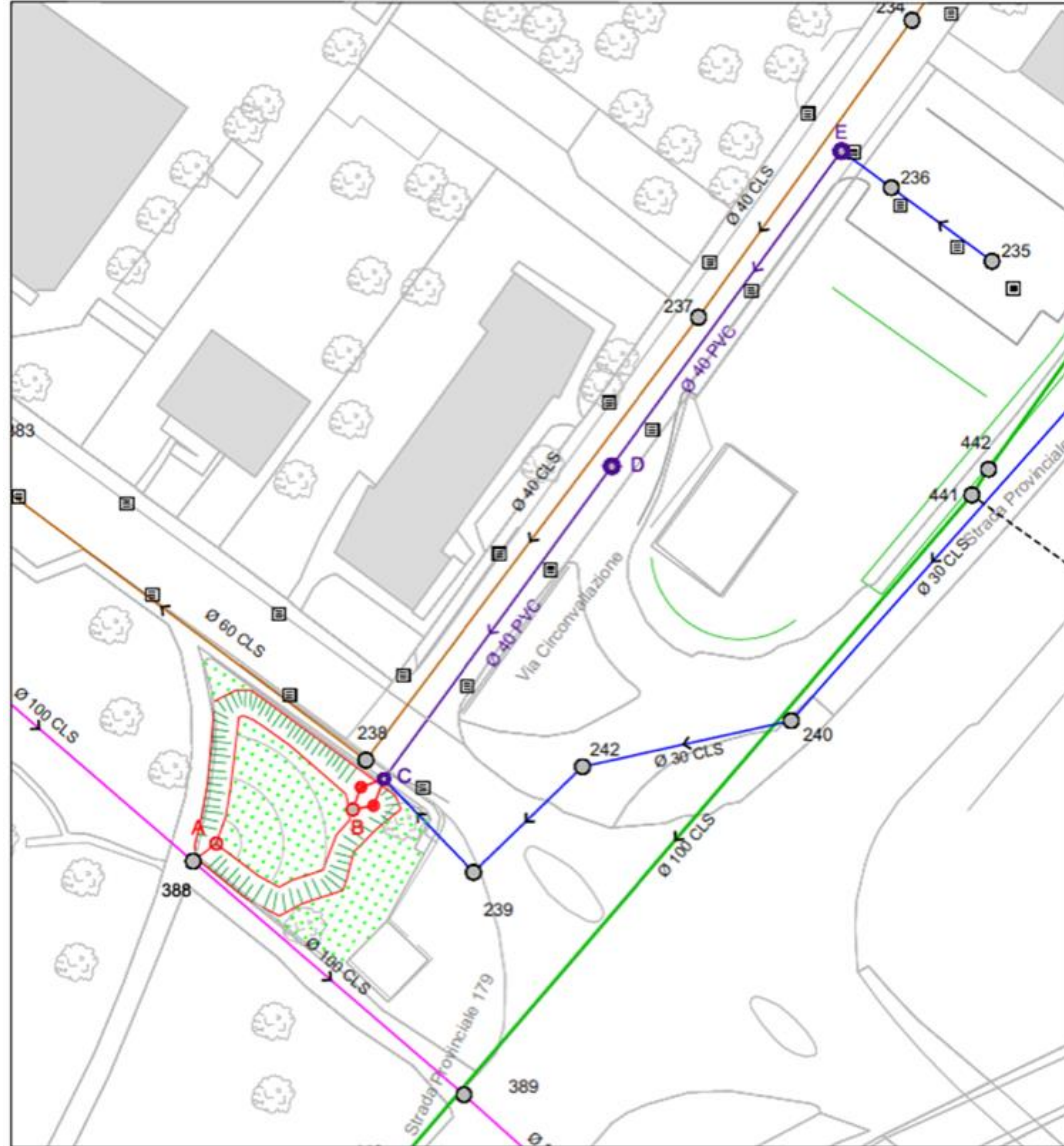 234
E
236
Ø 40 CLS
235
237
Ø 40 PVC
383
442
D
441
Strada Provinciale
Ø 40 CLS
Ø 30 CLS
Via Circonvallazione
Ø 40 PVC
Ø 60 CLS
Ø 100 CLS
238
242
240
Ø 30 CLS
C
B
A
Ø 100 CLS
388
239
Ø 100 CLS
Strada Provinciale 179
389